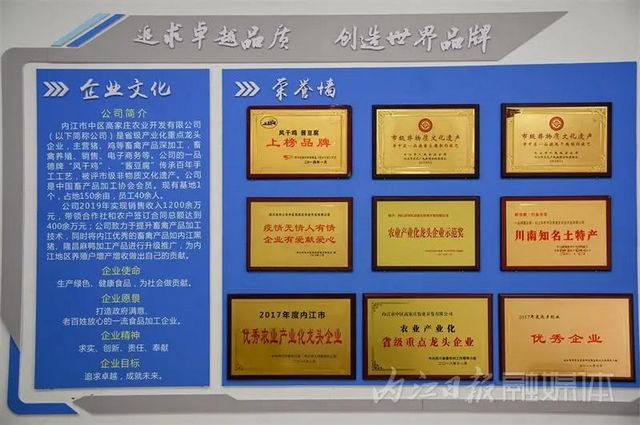 追求卓越品质 创造世界品牌
企业文化
公司简介
内江市中区高家庄农业开发有限公司
（以下简称公司）是省级产业化重点龙头
企业，主营猪、鸡等畜禽产品深加工，畜
禽养殖、销售、电子商务等。公司的一品
德牌“风干鸡”、“酱豆腐”传承百年手
工工艺，被评市级非物质文化遗产。公司
是中国畜产品加工协会会员。现有基地1
个，占地150余亩，员工40余人。
公司2019年实现销售收入1200余万
元，带领合作社和农户签订合同总额达到
400余万元；公司致力于提升畜禽产品加工
技术，同时将内江优秀的畜禽产品如内江黑
猪、隆昌麻鸭加工产品进行升级推广，为内
江地区养殖户增产增收做出自己的贡献。
企业使命
生产绿色、健康食品，为社会做贡献。
企业愿景
打造政府满意、
老百姓放心的一流食品加工企业。
企业精神
求实、创新、责任、奉献
企业目标
追求卓越，成就未来。
荣誉墙
风干鸡 酱豆腐
上榜品牌
市级非物质文化遗产
市级非物质文化遗产
疫情无情人有情
企业有爱献爱心
农业产业化龙头企业示范奖
川南知名土特产
2017年度内江市
优秀农业产业化龙头企业
内江市中区高家庄农业开发有限公司
农业产业化
省级重点龙头企业
优秀企业
内江日报融媒体